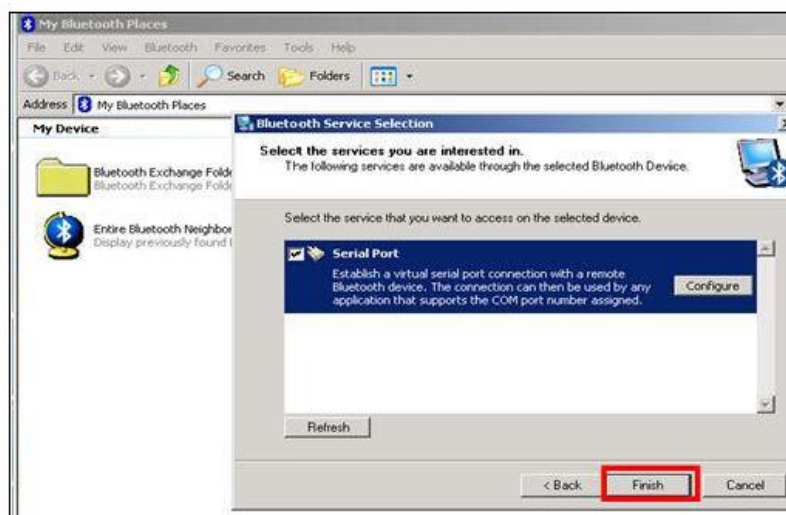 My Bluetooth Places
File Edit View Bluetooth Favorites Tools Help
Back Search Folders
Address My Bluetooth Places
My Device
Bluetooth Exchange Folde
Bluetooth Exchange Folde
Entire Bluetooth Neighbor
Display previously found
Bluetooth Service Selection
Select the services you are interested in.
The following services are available through the selected Bluetooth Device.
Select the service that you want to access on the selected device.
Serial Port
Establish a virtual serial port connection with a remote
Bluetooth device. The connection can then be used by any
application that supports the COM port number assigned.
Configure
Refresh
< Back Finish Cancel